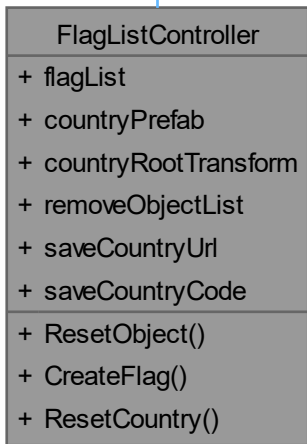 FlagListController
+ flagList
+ countryPrefab
+ countryRootTransform
+ removeObjectList
+ saveCountryUrl
+ saveCountryCode
+ ResetObject()
+ CreateFlag()
+ ResetCountry()